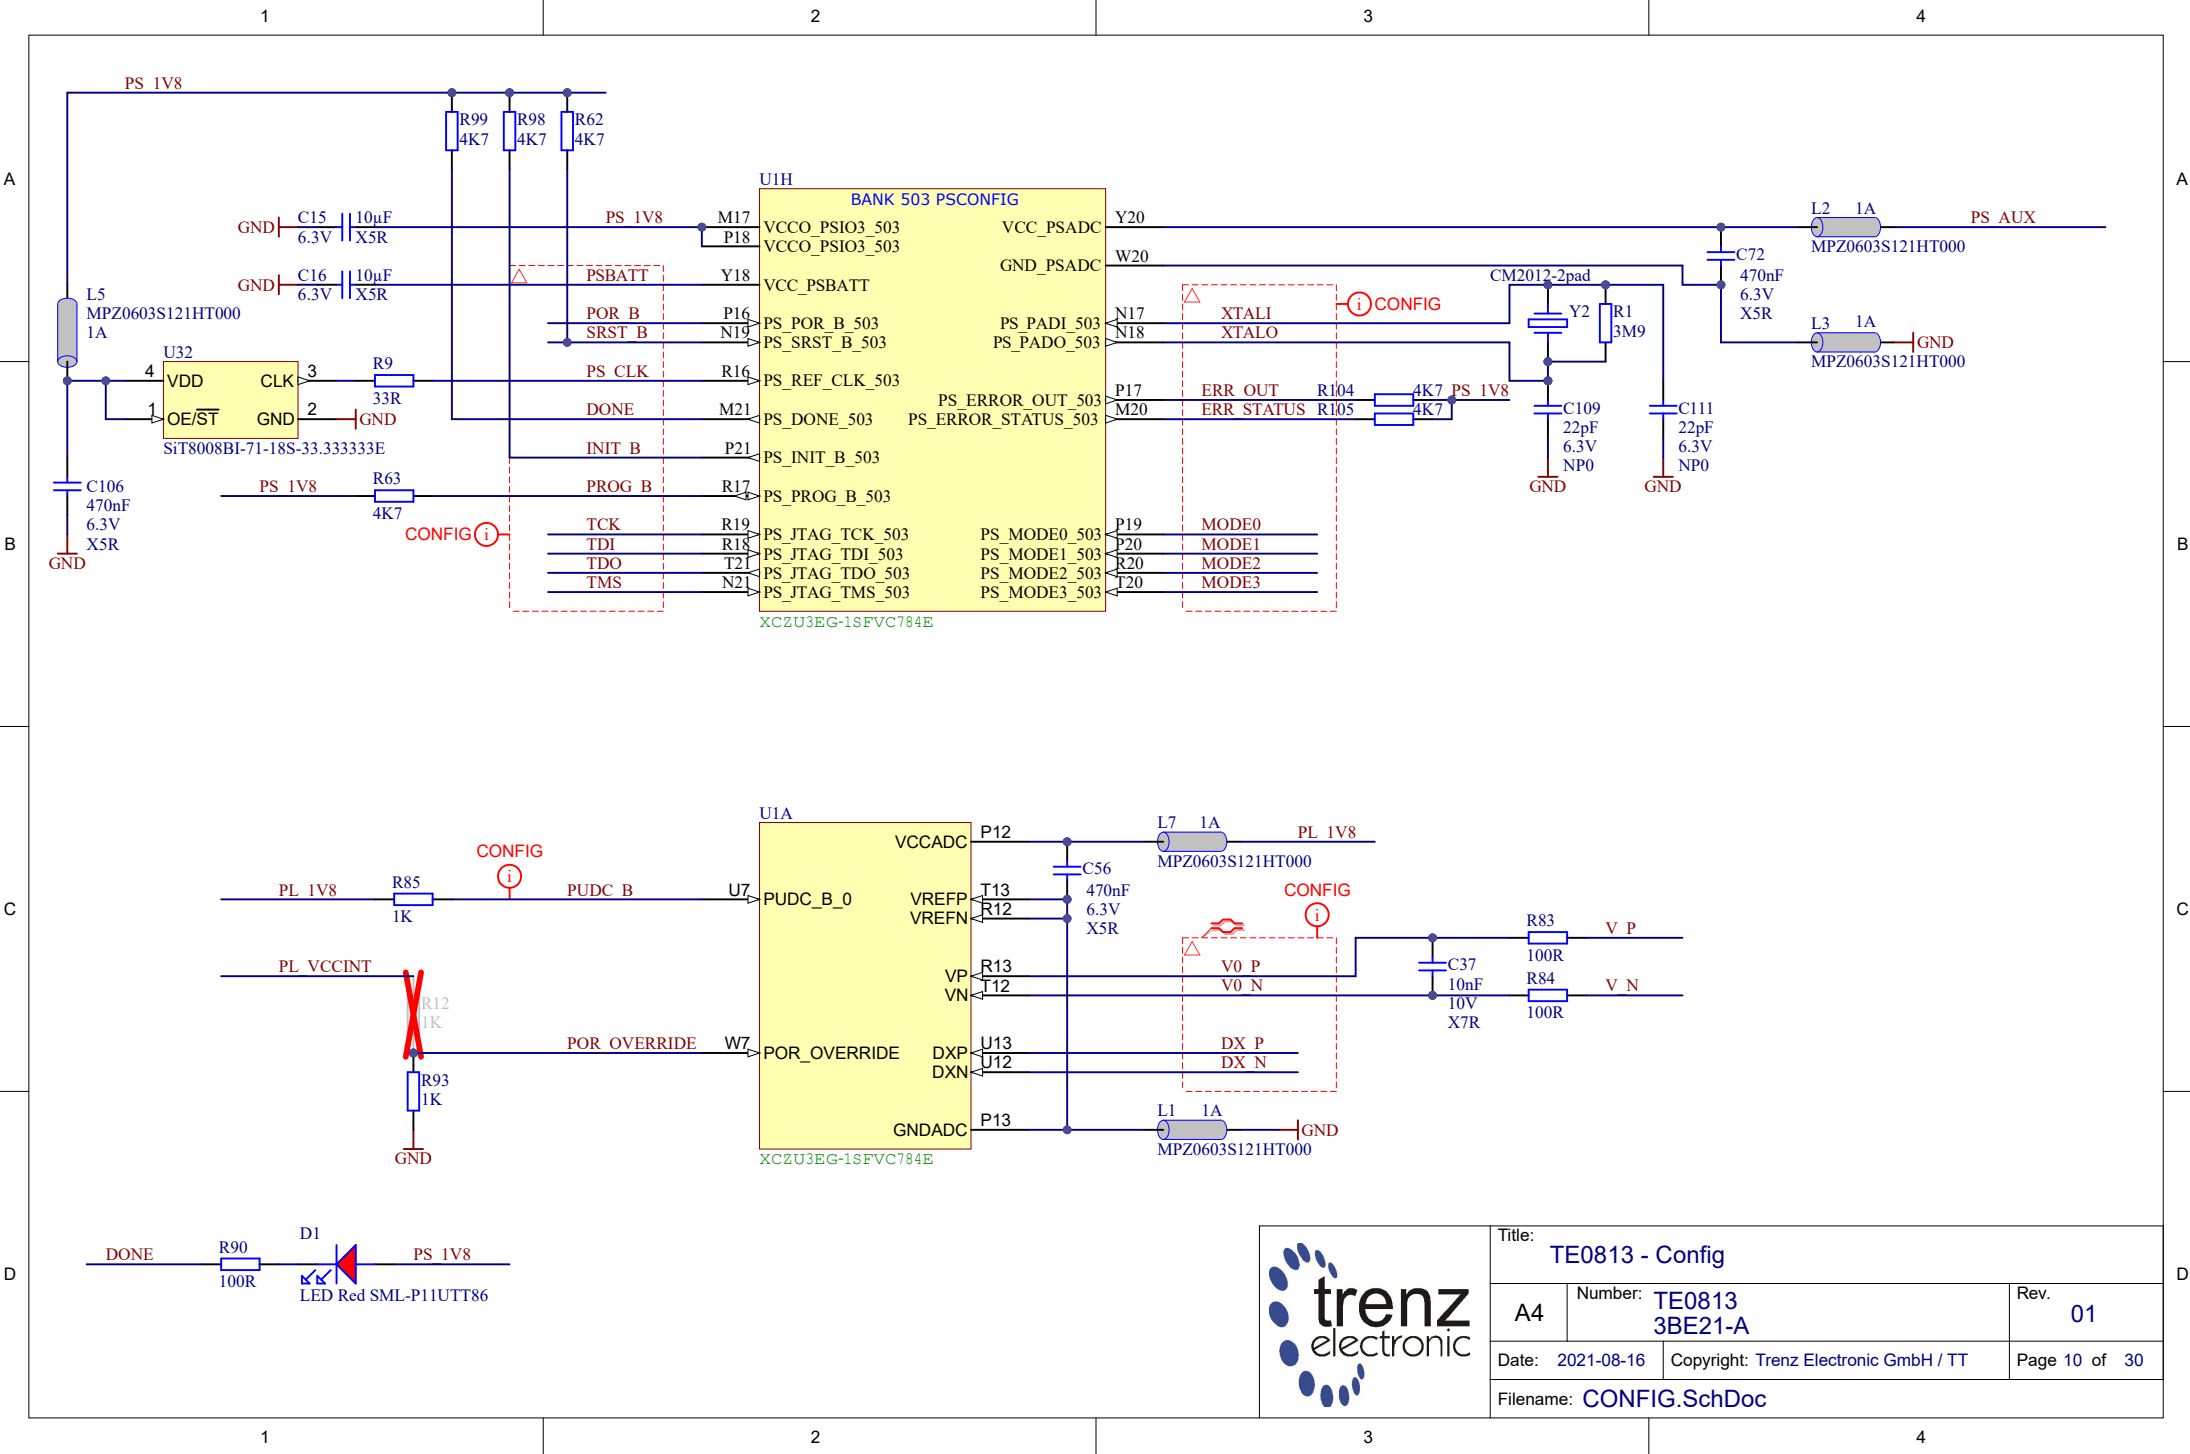 1 2 3 4
A A
B B
C C
D D
PS_1V8
R99
4K7
R98
4K7
R62
4K7
U1H
BANK 503 PSCONFIG
GND
C15
6.3V
10µF
X5R
PS_1V8
M17
VCCO_PSIO3_503
P18
VCCO_PSIO3_503
GND
C16
6.3V
10µF
X5R
PSBATT
Y18
VCC_PSBATT
L5
MPZ0603S121HT000
1A
POR_B
P16
PS_POR_B_503
SRST_B
N19
PS_SRST_B_503
U32
4
VDD
CLK
3
R9
33R
PS_CLK
R16
PS_REF_CLK_503
1
OE/ST
GND
2
GND
SiT8008BI-71-18S-33.333333E
DONE
M21
PS_DONE_503
INIT_B
P21
PS_INIT_B_503
C106
470nF
6.3V
X5R
GND
PS_1V8
R63
4K7
PROG_B
R17
PS_PROG_B_503
CONFIG
i
TCK
R19
PS_JTAG_TCK_503
TDI
R18
PS_JTAG_TDI_503
TDO
T21
PS_JTAG_TDO_503
TMS
N21
PS_JTAG_TMS_503
XCZU3EG-1SFVC784E
VCC_PSADC
Y20
GND_PSADC
W20
PS_PADI_503
N17
XTALI
PS_PADO_503
N18
XTALO
i
CONFIG
CM2012-2pad
Y2
R1
3M9
C72
470nF
6.3V
X5R
L2 1A
MPZ0603S121HT000
PS_AUX
L3 1A
MPZ0603S121HT000
GND
PS_ERROR_OUT_503
P17
ERR_OUT
R104
4K7
PS_1V8
PS_ERROR_STATUS_503
M20
ERR_STATUS
R105
4K7
C109
22pF
6.3V
NP0
GND
C111
22pF
6.3V
NP0
GND
PS_MODE0_503
P19
MODE0
PS_MODE1_503
P20
MODE1
PS_MODE2_503
R20
MODE2
PS_MODE3_503
T20
MODE3
U1A
PL_1V8
R85
1K
CONFIG
i
PUDC_B
U7
PUDC_B_0
PL_VCCINT
R12
1K
POR_OVERRIDE
W7
POR_OVERRIDE
R93
1K
GND
VCCADC
P12
L7 1A
MPZ0603S121HT000
PL_1V8
C56
470nF
6.3V
X5R
VREFP
T13
VREFN
R12
CONFIG
i
VP
R13
V0_P
VN
T12
V0_N
C37
10nF
10V
X7R
R83
100R
V_P
R84
100R
V_N
DXP
U13
DX_P
DXN
U12
DX_N
GNDADC
P13
L1 1A
MPZ0603S121HT000
GND
XCZU3EG-1SFVC784E
DONE
R90
100R
D1
PS_1V8
LED Red SML-P11UTT86
trenz
electronic
Title:
TE0813 - Config
A4
Number: TE0813
3BE21-A
Rev.
01
Date: 2021-08-16
Copyright: Trenz Electronic GmbH / TT
Page 10 of 30
Filename: CONFIG.SchDoc
1 2 3 4